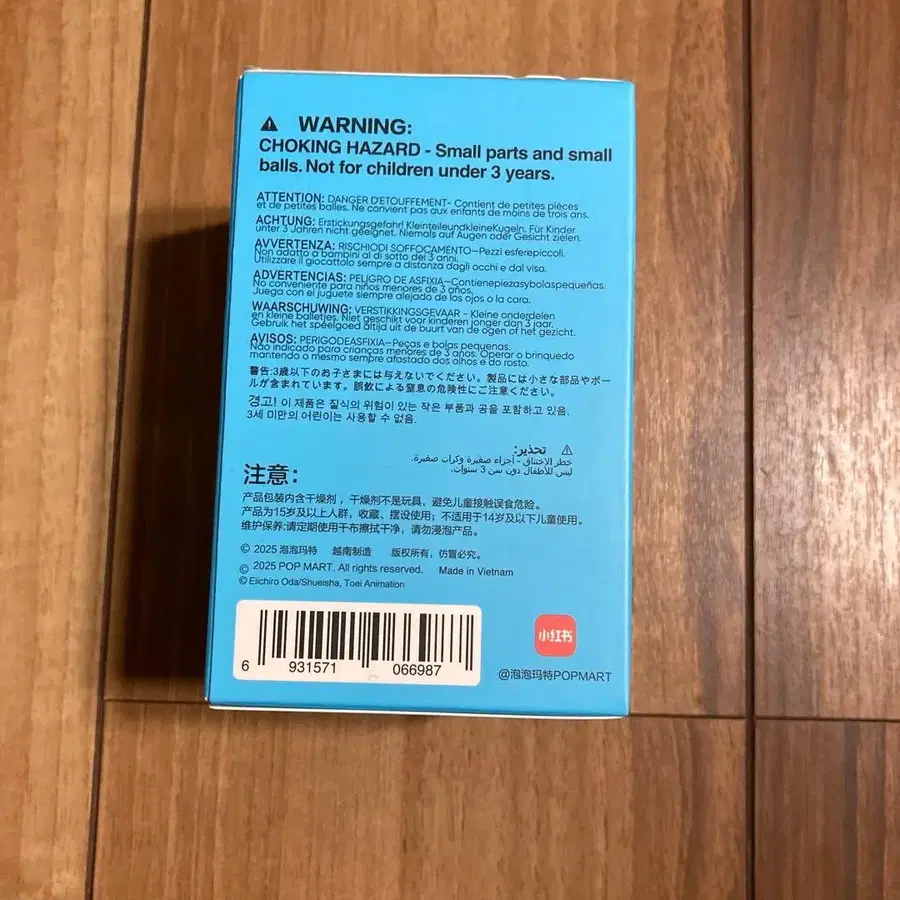 ⚠ WARNING:
CHOKING HAZARD - Small parts and small
balls. Not for children under 3 years.
ATTENTION: DANGER D'ETOUFFEMENT- Contient de petites pièces
et de petites balles. Ne convient pas aux enfants de moins de trois ans.
ACHTUNG: Erstickungsgefahr! KleinteileundkleineKugeln. Für Kinder
unter 3 Jahren nicht geeignet. Niemals auf Augen oder Gesicht zielen.
AVVERTENZA: RISCHIODI SOFFOCAMENTO—Pezzi esferepiccoli.
Non adatto a bambini al di sotto dei 3 anni.
Utilizzare il giocattolo sempre a distanza dagli occhi e dal viso.
ADVERTENCIAS: PELIGRO DE ASFIXIA—Contienepiezasybolaspequeñas.
No conveniente para niños menores de 3 años.
Juega con el juguete siempre alejado de los ojos o la cara.
WAARSCHUWING: VERSTIKKINGSGEVAAR - Kleine onderdelen
en kleine balletjes. Niet geschikt voor kinderen jonger dan 3 jaar.
Gebruik het speelgoed altijd uit de buurt van de ogen of het gezicht.
AVISOS: PERIGODEASFIXIA—Peças e bolas pequenas.
Não indicado para crianças menores de 3 anos. Operar o brinquedo
mantendo o mesmo sempre afastado dos olhos e do rosto.
警告:3歳以下のお子さまには与えないでください。製品には小さな部品やボー
ルが含まれています。誤飲による窒息の危険性にご注意ください。
경고! 이 제품은 질식의 위험이 있는 작은 부품과 공을 포함하고 있음.
3세 미만의 어린이는 사용할 수 없음.
⚠ تحذير:
خطر الاختناق - أجزاء صغيرة وكرات صغيرة.
ليس للأطفال دون سن 3 سنوات.
注意：
产品包装内含干燥剂，干燥剂不是玩具，避免儿童接触误食危险。
产品为15岁及以上人群，收藏、摆设使用；不适用于14岁及以下儿童使用。
维护保养:请定期使用干布擦拭干净，请勿浸泡产品。
© 2025 泡泡玛特 越南制造 版权所有，仿冒必究。
© 2025 POP MART. All rights reserved. Made in Vietnam
© Eiichiro Oda/Shueisha, Toei Animation
6 931571 066987
小红书
@泡泡玛特POPMART